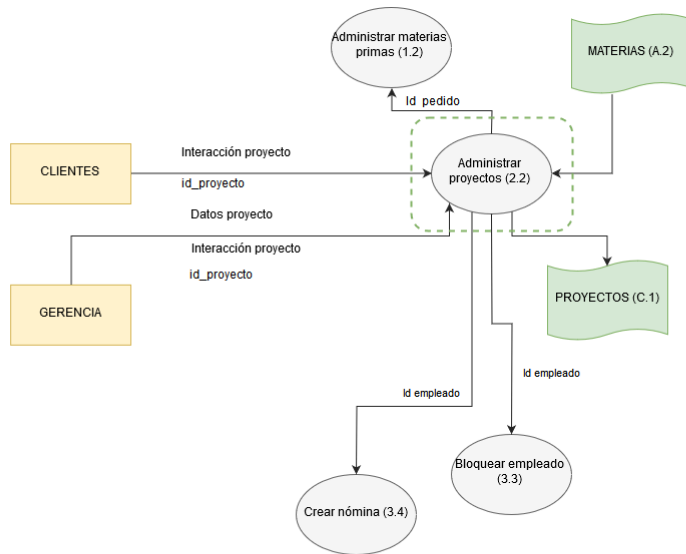 Administrar materias
primas (1.2)
MATERIAS (A.2)
Id pedido
Interacción proyecto
CLIENTES
Administrar
proyectos (2.2)
id_proyecto
Datos proyecto
Interacción proyecto
id_proyecto
GERENCIA
PROYECTOS (C.1)
Id empleado
Id empleado
Bloquear empleado
(3.3)
Crear nómina (3.4)